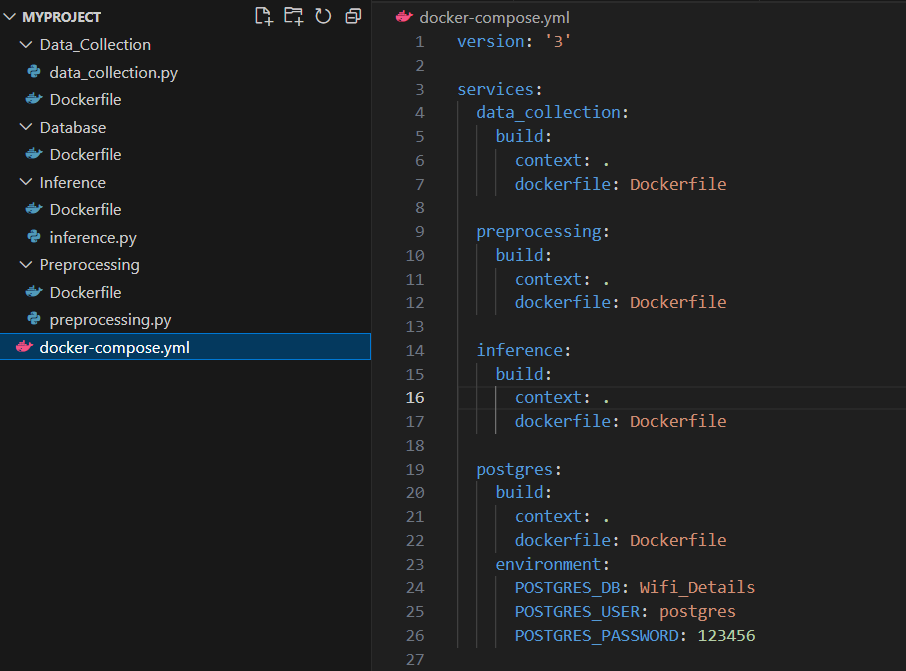 MYPROJECT
Data_Collection
data_collection.py
Dockerfile
Database
Dockerfile
Inference
Dockerfile
inference.py
Preprocessing
Dockerfile
preprocessing.py
docker-compose.yml
docker-compose.yml
1 version: '3'
2
3 services:
4 data_collection:
5 build:
6 context: .
7 dockerfile: Dockerfile
8
9 preprocessing:
10 build:
11 context: .
12 dockerfile: Dockerfile
13
14 inference:
15 build:
16 context: .
17 dockerfile: Dockerfile
18
19 postgres:
20 build:
21 context: .
22 dockerfile: Dockerfile
23 environment:
24 POSTGRES_DB: Wifi_Details
25 POSTGRES_USER: postgres
26 POSTGRES_PASSWORD: 123456
27